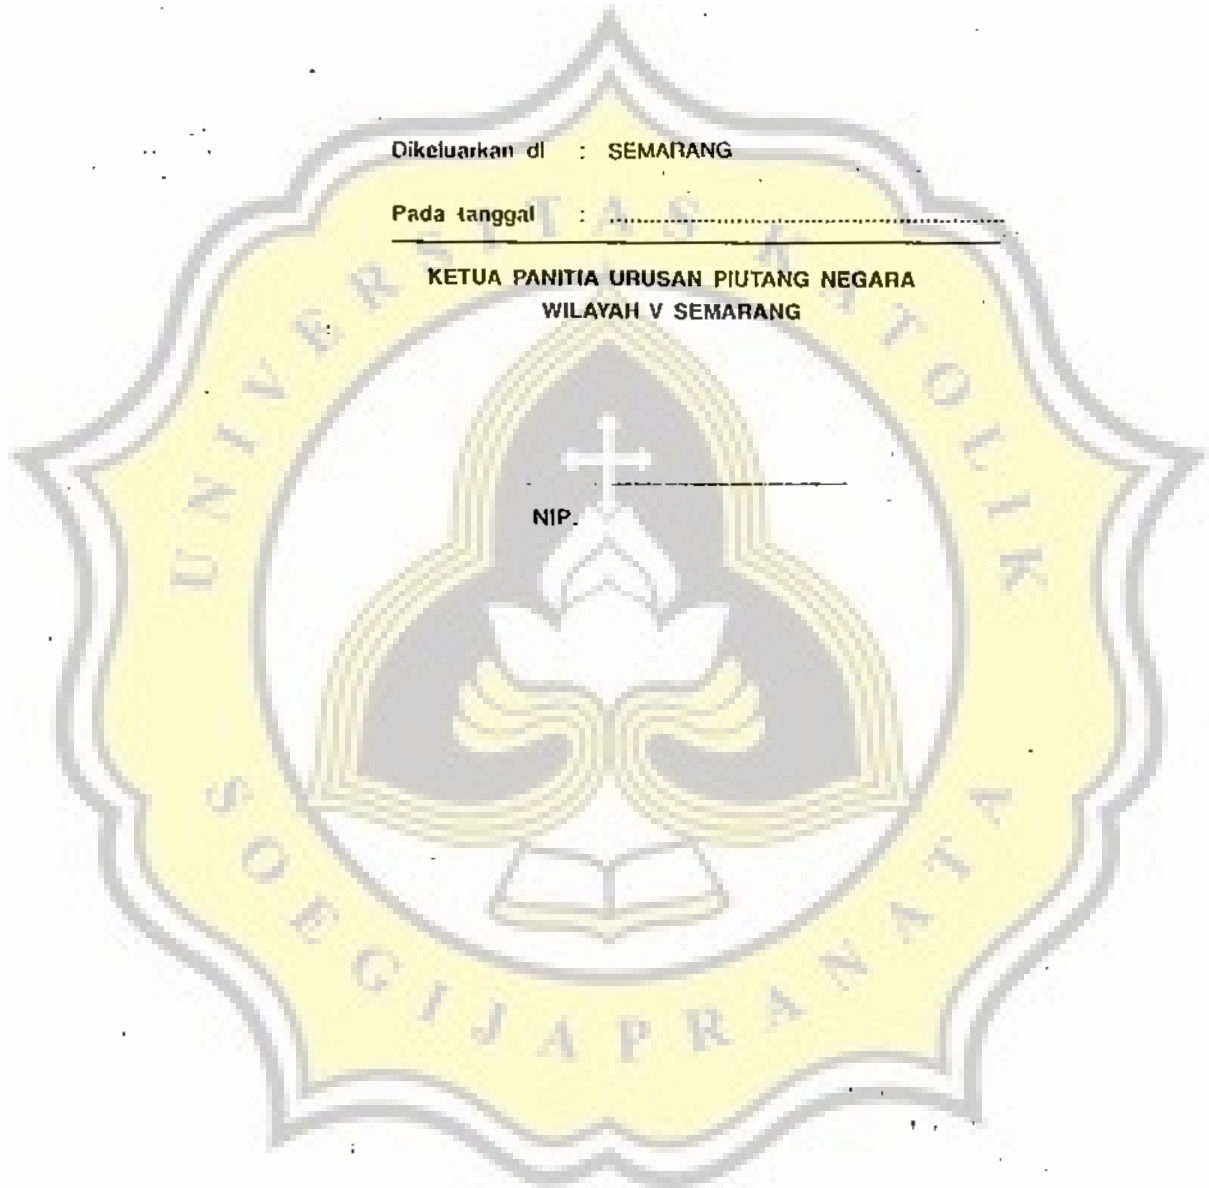 Dikeluarkan di : SEMARANG
Pada tanggal : ......................................................
KETUA PANITIA URUSAN PIUTANG NEGARA
WILAYAH V SEMARANG
NIP.
UNIVERSITAS KATOLIK
SOEGIJAPRANATA